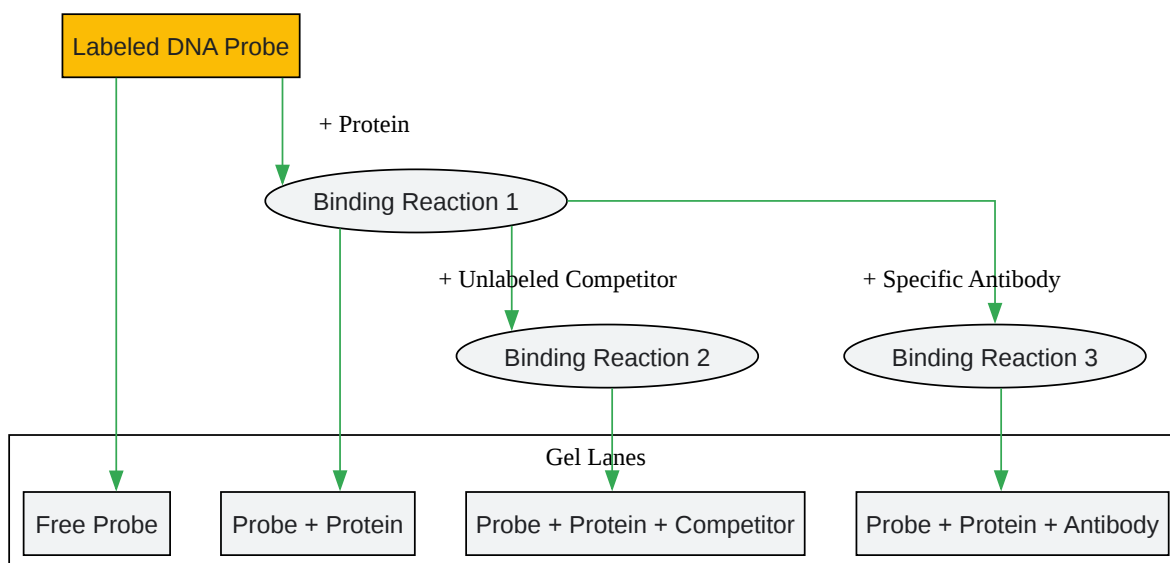 Labeled DNA Probe
+ Protein
Binding Reaction 1
+ Unlabeled Competitor
+ Specific Antibody
Binding Reaction 2
Binding Reaction 3
Gel Lanes
Free Probe
Probe + Protein
Probe + Protein + Competitor
Probe + Protein + Antibody